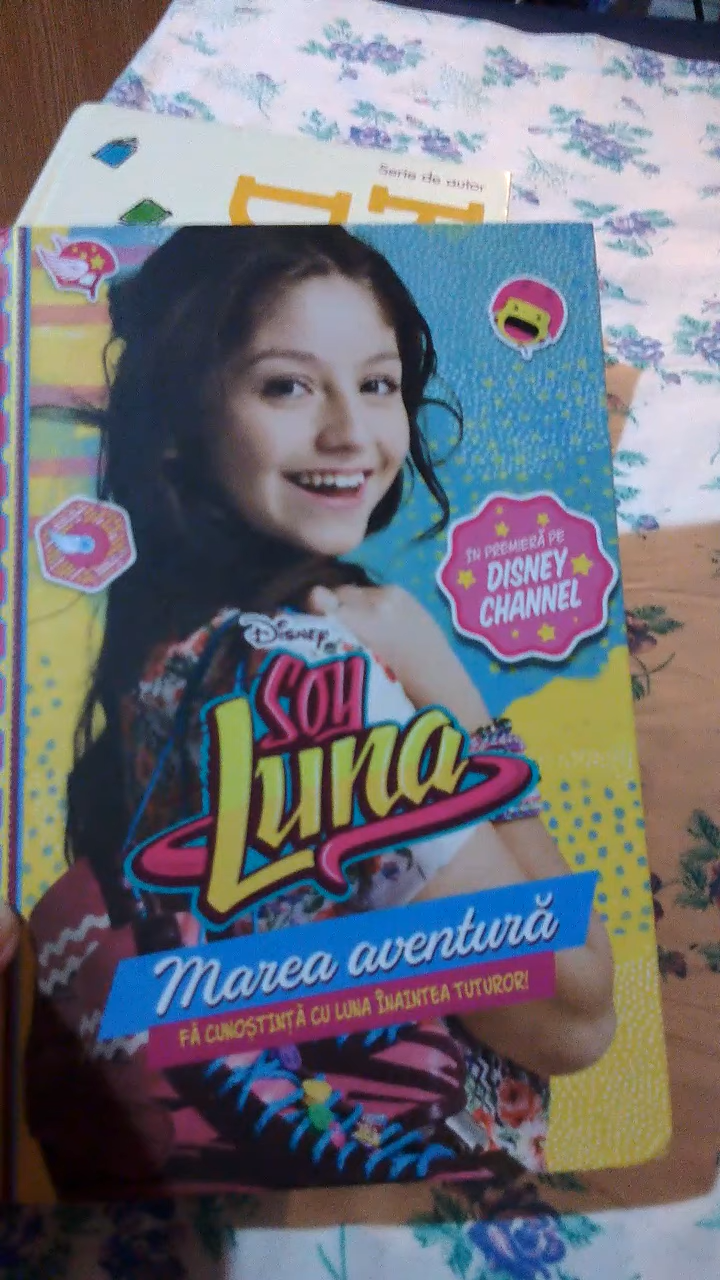 Serie de autor
ÎN PREMIERĂ PE
DISNEY
CHANNEL
Disney
SOY
Luna
Marea aventură
FĂ CUNOȘTINȚĂ CU LUNA ÎNAINTEA TUTUROR!